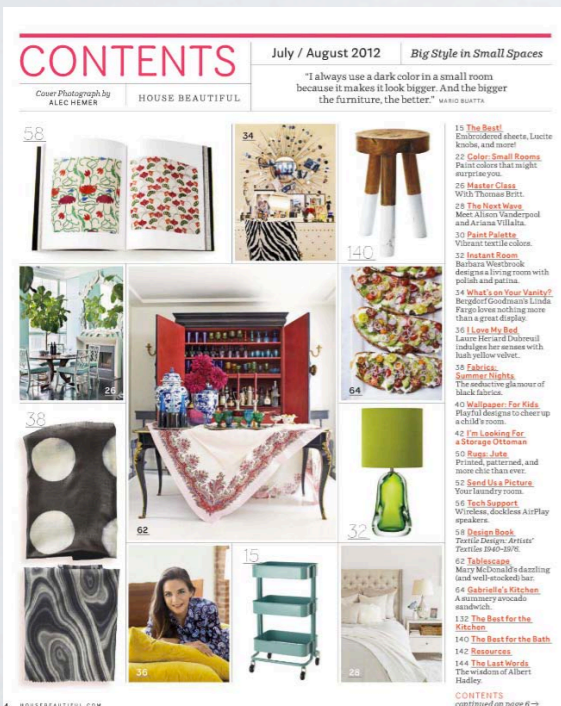 CONTENTS
July / August 2012
Big Style in Small Spaces
Cover Photograph by
ALEC HEMER
HOUSE BEAUTIFUL
"I always use a dark color in a small room
because it makes it look bigger. And the bigger
the furniture, the better." MARIO BUATTA
58
34
140
26
62
64
38
32
36
15
28
15 The Best!
Embroidered sheets, Lucite
knobs, and more!
22 Color: Small Rooms
Paint colors that might
surprise you.
26 Master Class
With Thomas Britt.
28 The Next Wave
Meet Alison Vanderpool
and Ariana Villalta.
30 Paint Palette
Vibrant textile colors.
32 Instant Room
Barbara Westbrook
designs a living room with
polish and patina.
34 What's on Your Vanity?
Bergdorf Goodman's Linda
Fargo loves nothing more
than a great display.
36 I Love My Bed
Laure Heriard Dubreuil
indulges her senses with
lush yellow velvet.
38 Fabrics:
Summer Nights
The seductive glamour of
black fabrics.
40 Wallpaper: For Kids
Playful designs to cheer up
a child's room.
42 I'm Looking For
a Storage Ottoman
50 Rugs: Jute
Printed, patterned, and
more chic than ever.
52 Send Us a Picture
Your laundry room.
56 Tech Support
Wireless, dockless AirPlay
speakers.
58 Design Book
Textile Design: Artists'
Textiles 1940-1976.
62 Tablescape
Mary McDonald's dazzling
(and well-stocked) bar.
64 Gabrielle's Kitchen
A summery avocado
sandwich.
132 The Best for the
Kitchen
140 The Best for the Bath
142 Resources
144 The Last Words
The wisdom of Albert
Hadley.
CONTENTS
continued on page 6→
4 HOUSEBEAUTIFUL.COM